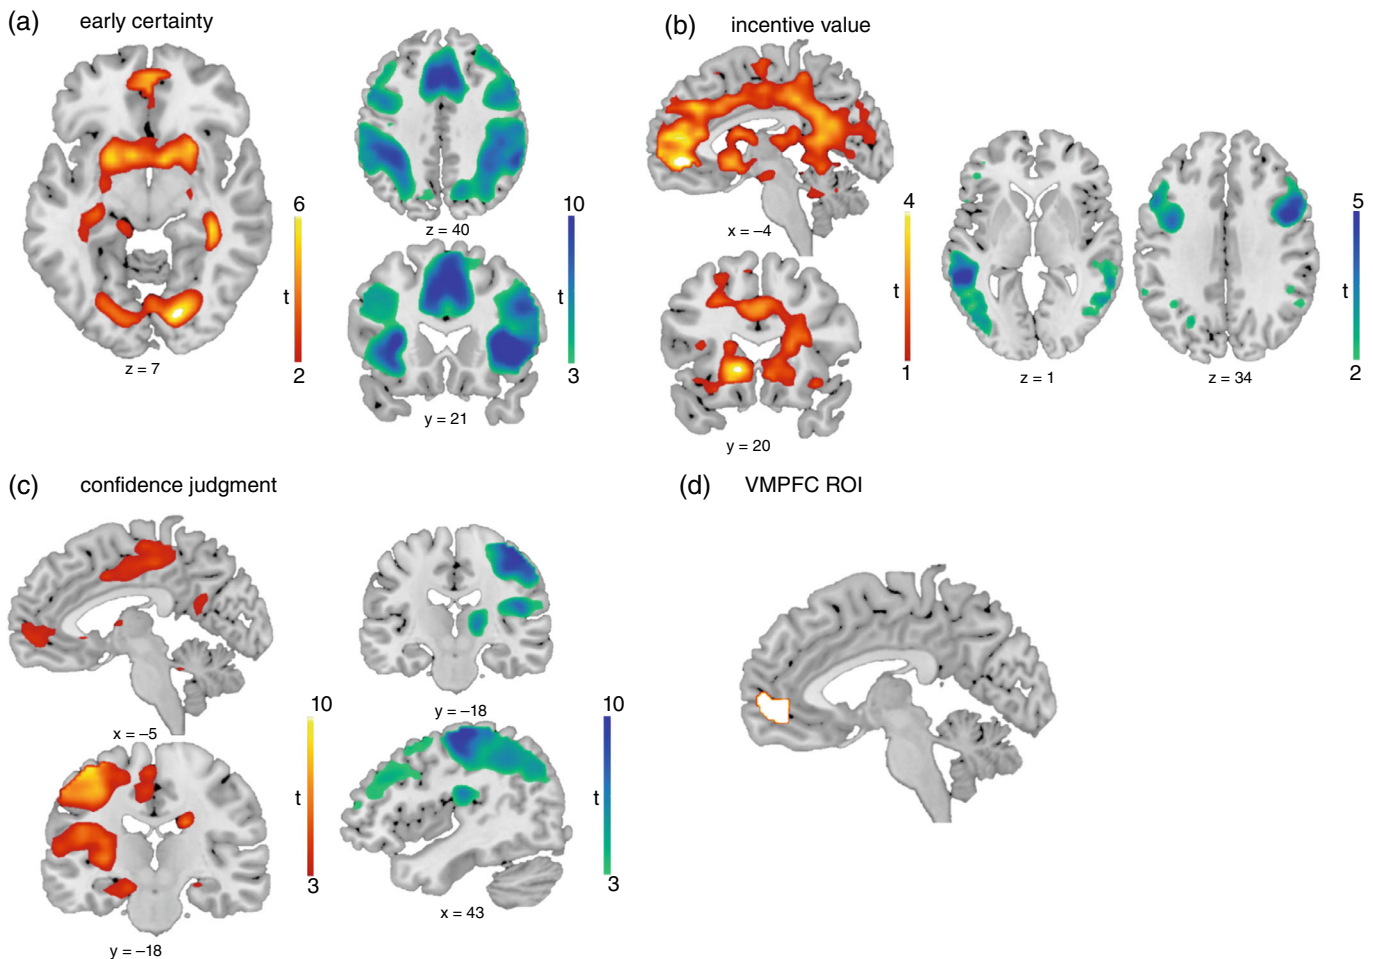 (a) early certainty
6
t
2
z = 7
z = 40
10
t
3
y = 21
(b) incentive value
x = –4
4
t
1
y = 20
z = 1
z = 34
5
t
2
(c) confidence judgment
x = –5
10
t
3
y = –18
y = –18
10
t
3
x = 43
(d) VMPFC ROI